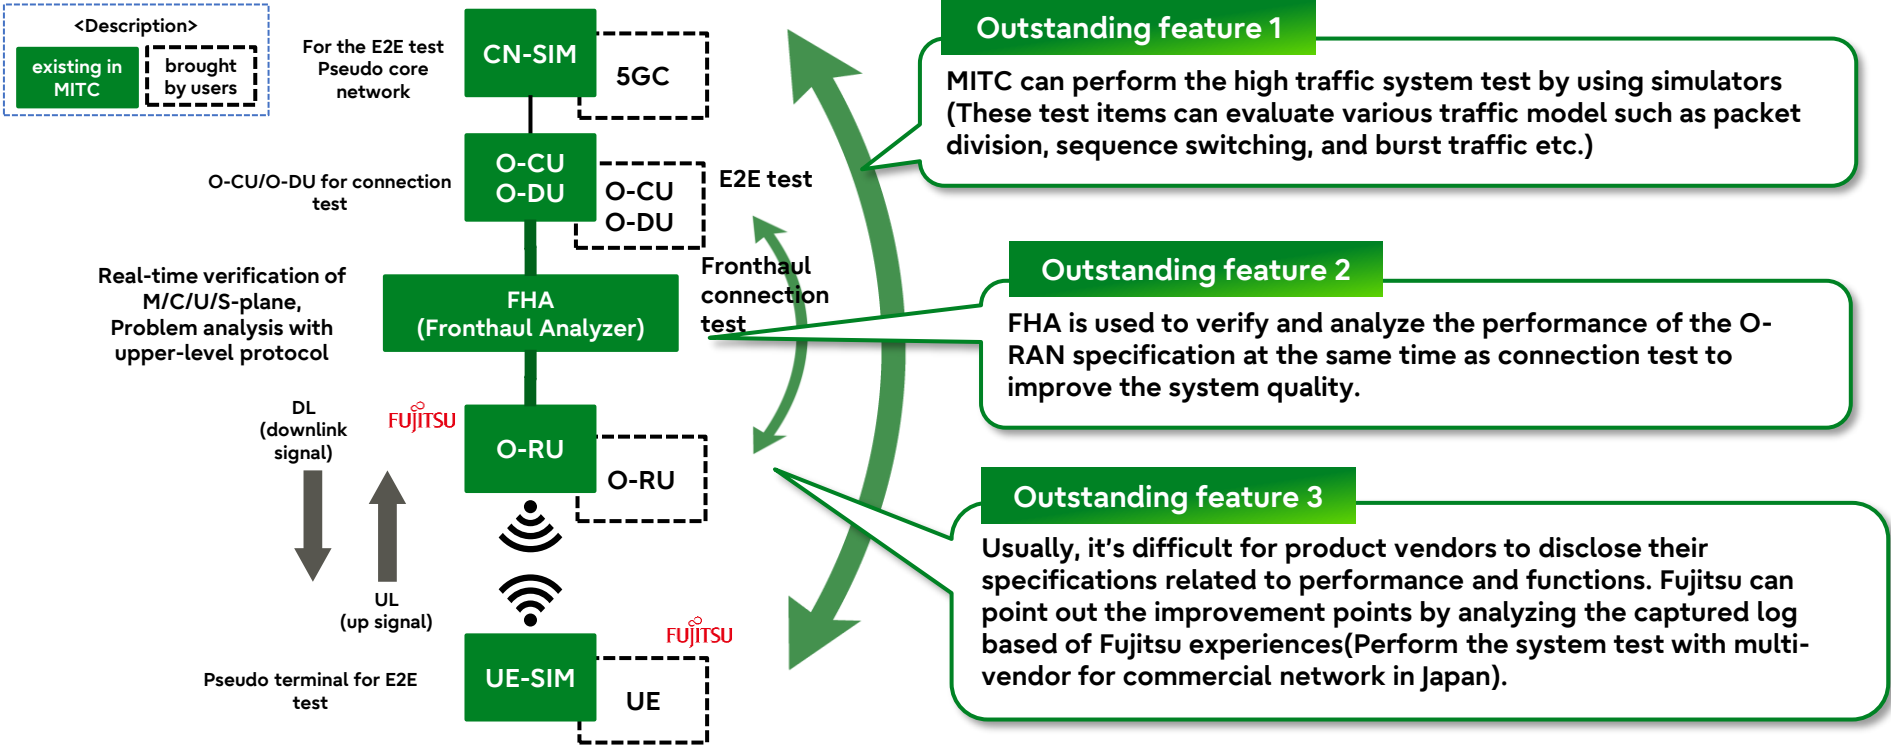 <Description>
existing in
MITC
brought
by users
For the E2E test
Pseudo core
network
CN-SIM
5GC
O-CU/O-DU for connection
test
O-CU
O-DU
O-CU
O-DU
E2E test
Real-time verification of
M/C/U/S-plane,
Problem analysis with
upper-level protocol
FHA
(Fronthaul Analyzer)
Fronthaul
connection
test
DL
(downlink
signal)
UL
(up signal)
FUJITSU
O-RU
O-RU
FUJITSU
Pseudo terminal for E2E
test
UE-SIM
UE
Outstanding feature 1
MITC can perform the high traffic system test by using simulators
(These test items can evaluate various traffic model such as packet
division, sequence switching, and burst traffic etc.)
Outstanding feature 2
FHA is used to verify and analyze the performance of the O-
RAN specification at the same time as connection test to
improve the system quality.
Outstanding feature 3
Usually, it's difficult for product vendors to disclose their
specifications related to performance and functions. Fujitsu can
point out the improvement points by analyzing the captured log
based of Fujitsu experiences(Perform the system test with multi-
vendor for commercial network in Japan).